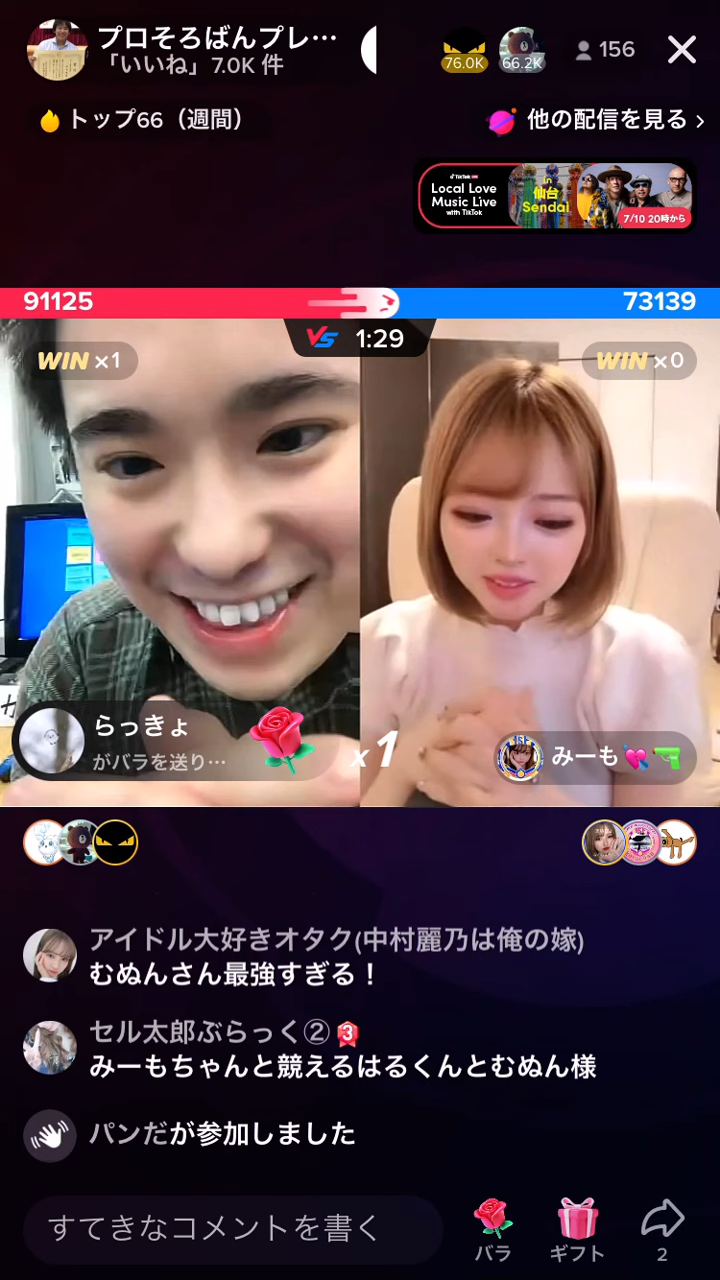 プロそろばんプレ…
「いいね」7.0K 件
76.0K
66.2K
156
トップ66（週間）
他の配信を見る
TikTok LIVE
Local Love
Music Live
with TikTok
in
仙台
Sendai
7/10 20時から
91125
73139
VS 1:29
WIN x1
WIN x0
らっきょ
がバラを送り…
x1
みーも
アイドル大好きオタク(中村麗乃は俺の嫁)
むぬんさん最強すぎる！
セル太郎ぶらっく② 3
みーもちゃんと競えるはるくんとむぬん様
パンだが参加しました
すてきなコメントを書く
バラ
ギフト
2